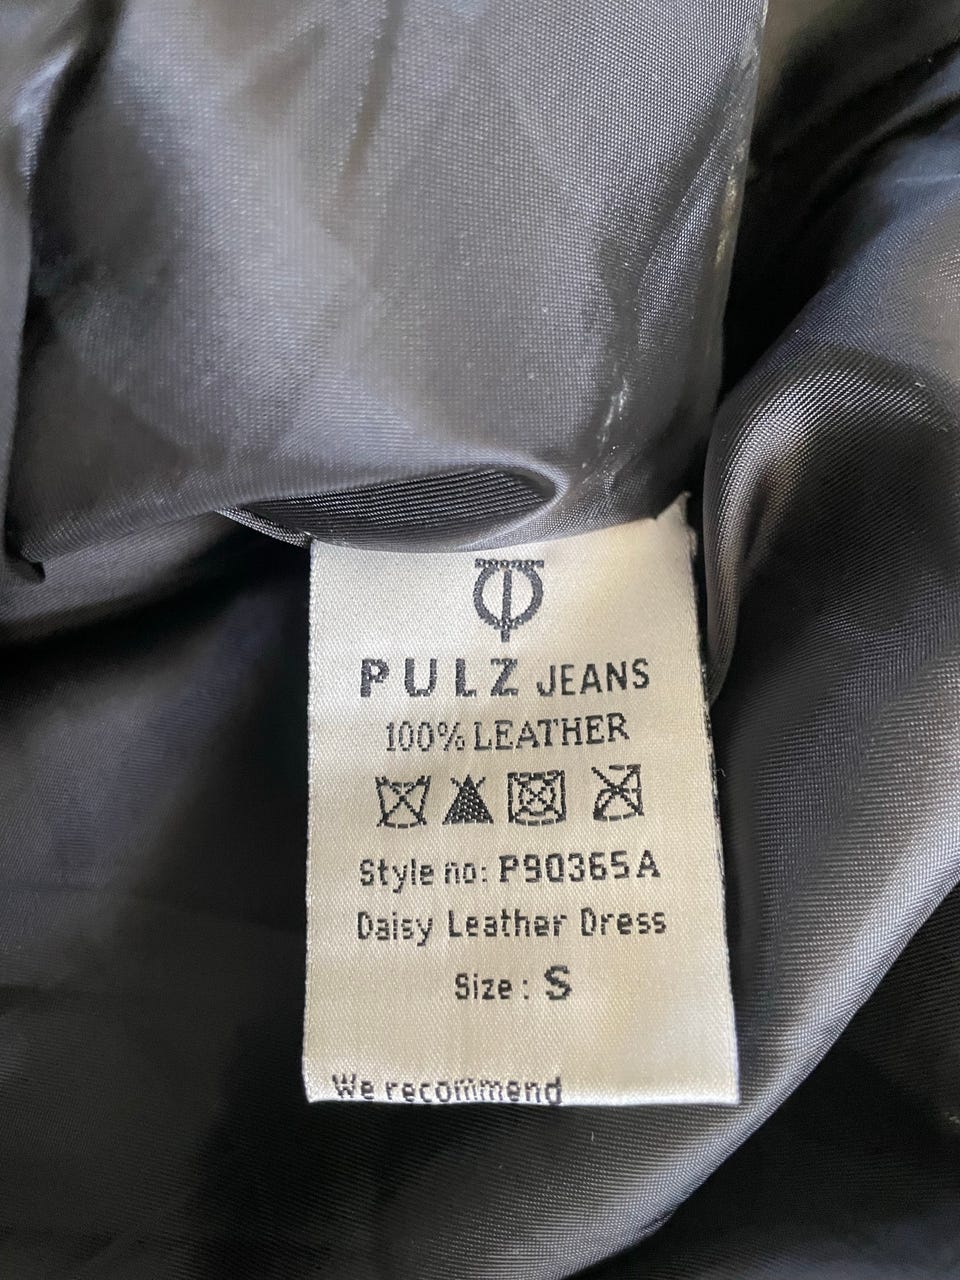 PULZ JEANS
100% LEATHER
Style no: P90365A
Daisy Leather Dress
Size: S
We recommend